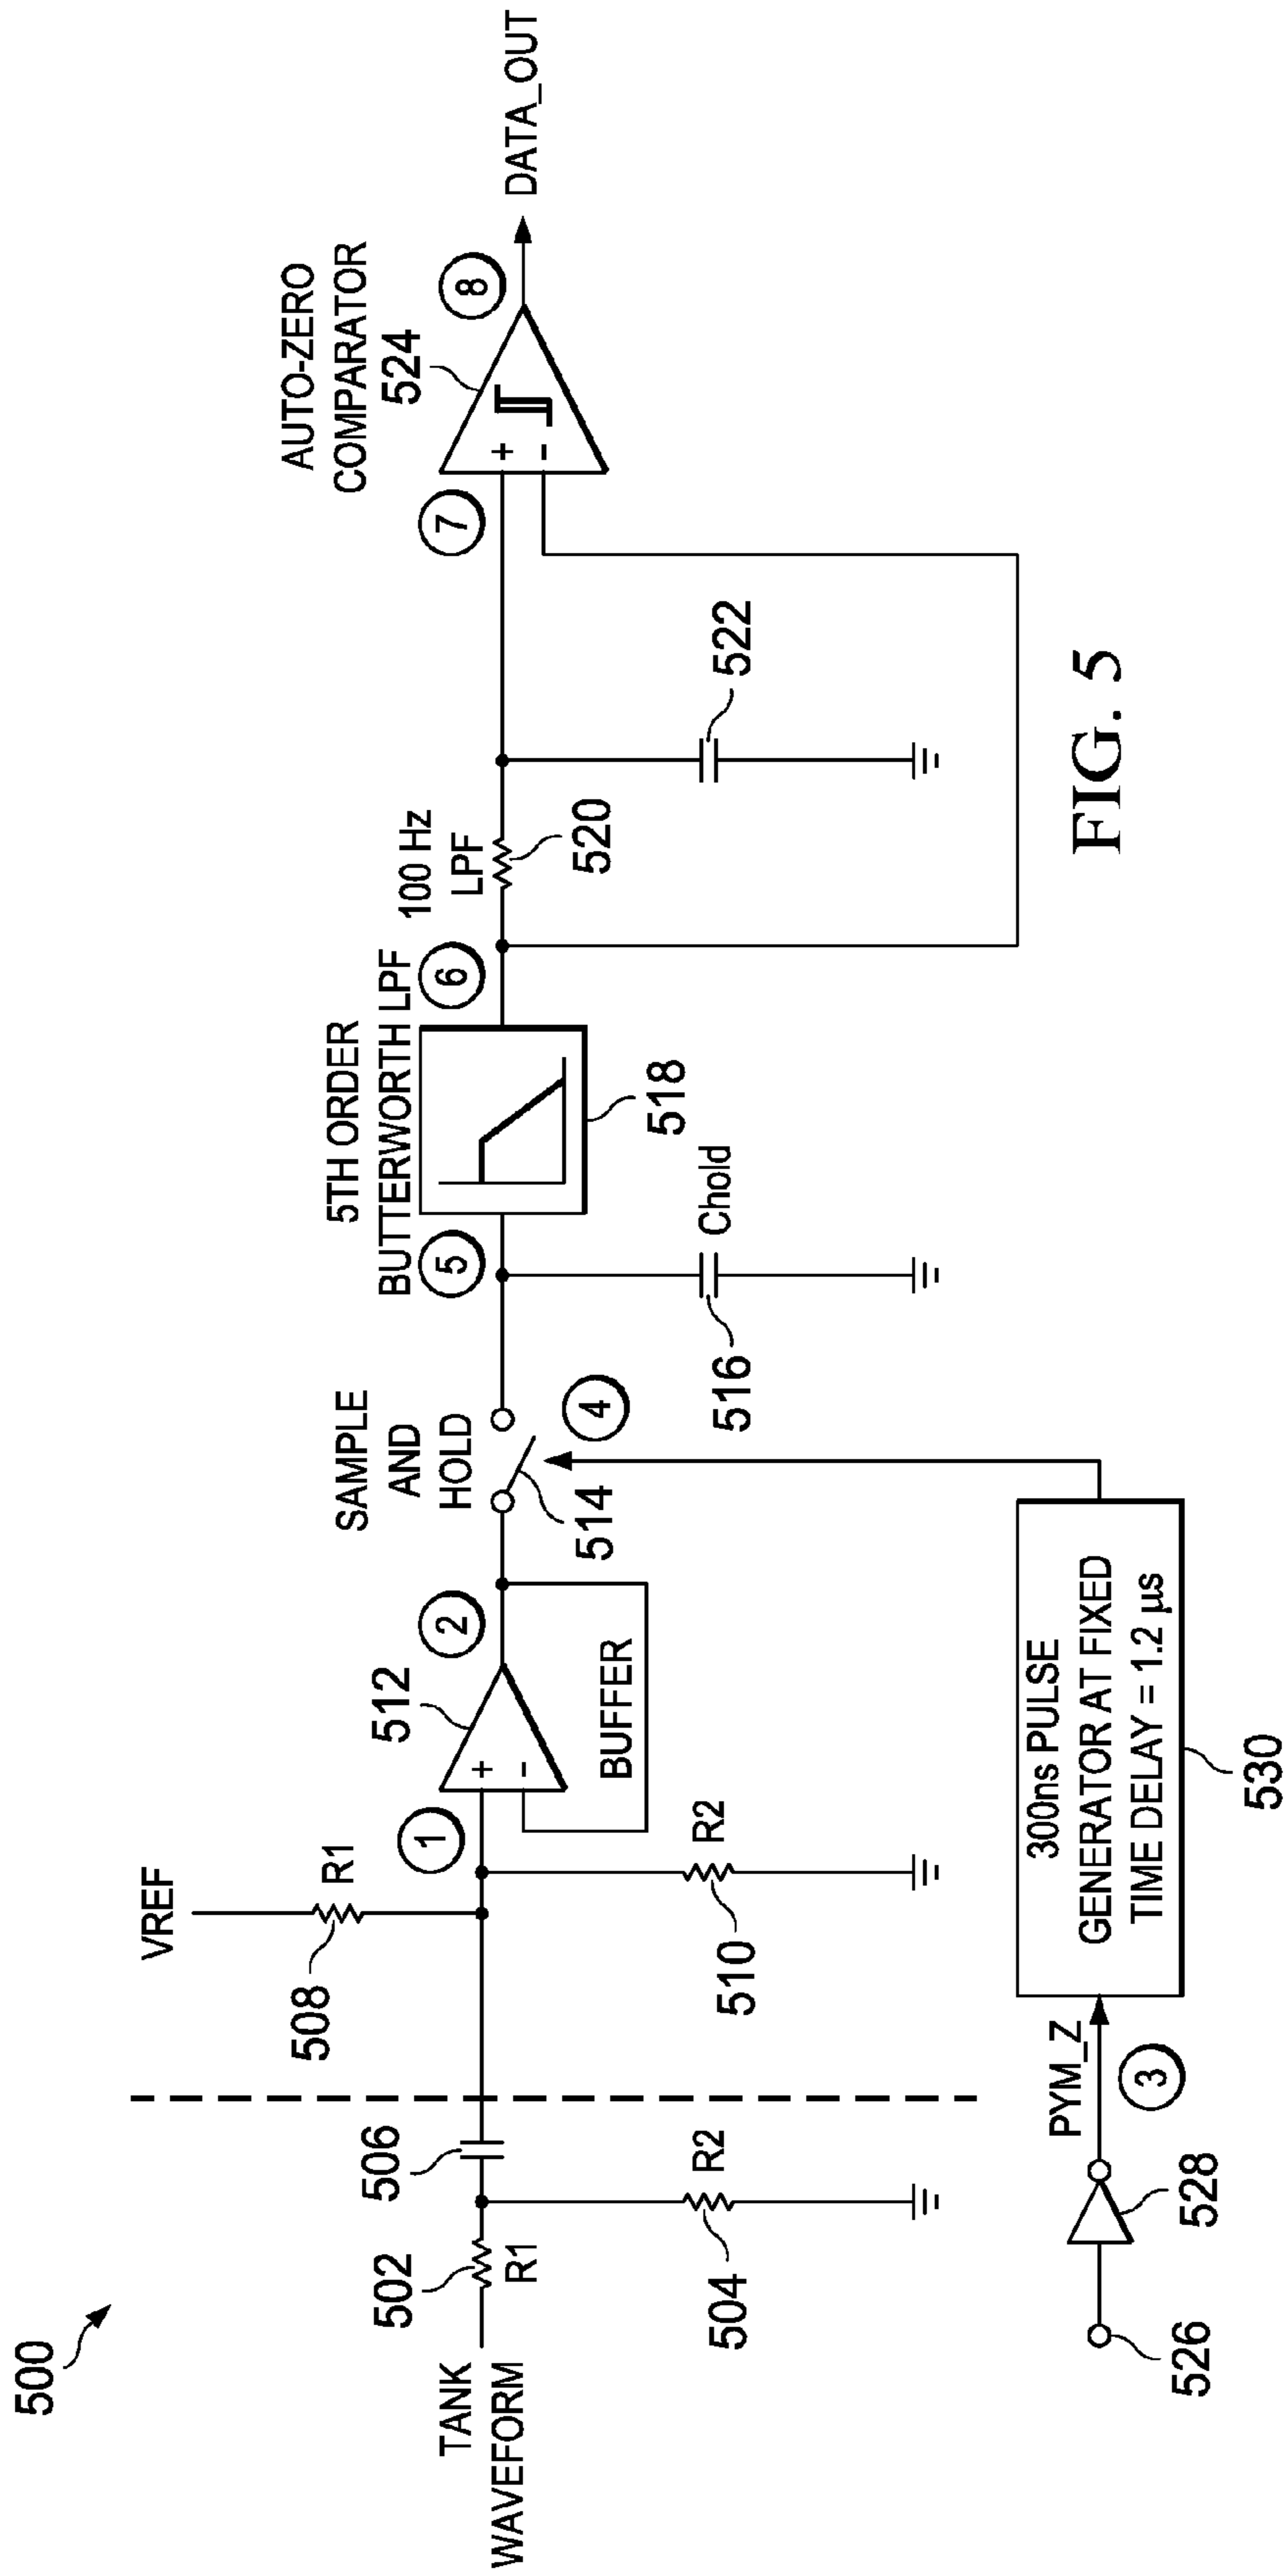 500
TANK
WAVEFORM
502
R1
504
R2
506
VREF
508
R1
510
R2
1
+
-
512
2
BUFFER
SAMPLE
AND
HOLD
514
4
516
Chold
5TH ORDER
BUTTERWORTH LPF
5
518
6
100 Hz
LPF
520
522
AUTO-ZERO
COMPARATOR
524
7
+
-
8
DATA_OUT
526
528
PYM_Z
3
300ns PULSE
GENERATOR AT FIXED
TIME DELAY = 1.2 μs
530
FIG. 5